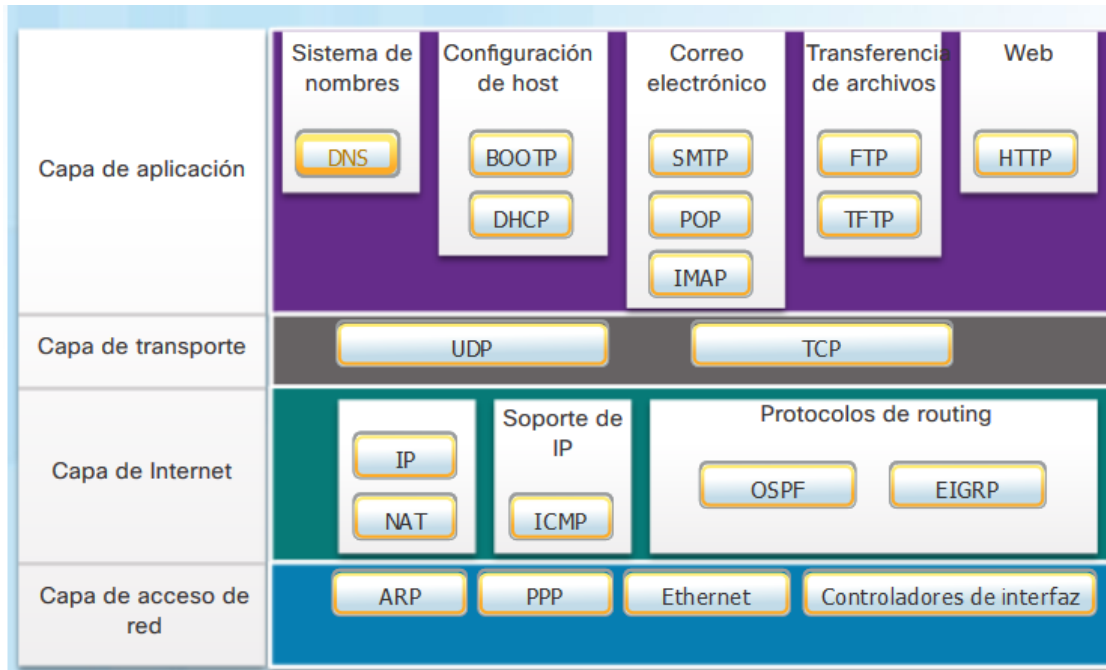 Capa de aplicación
Sistema de
nombres
DNS
Configuración
de host
BOOTP
DHCP
Correo
electrónico
SMTP
POP
IMAP
Transferencia
de archivos
FTP
TFTP
Web
HTTP
Capa de transporte
UDP
TCP
Capa de Internet
IP
NAT
Soporte de
IP
ICMP
Protocolos de routing
OSPF
EIGRP
Capa de acceso de
red
ARP
PPP
Ethernet
Controladores de interfaz